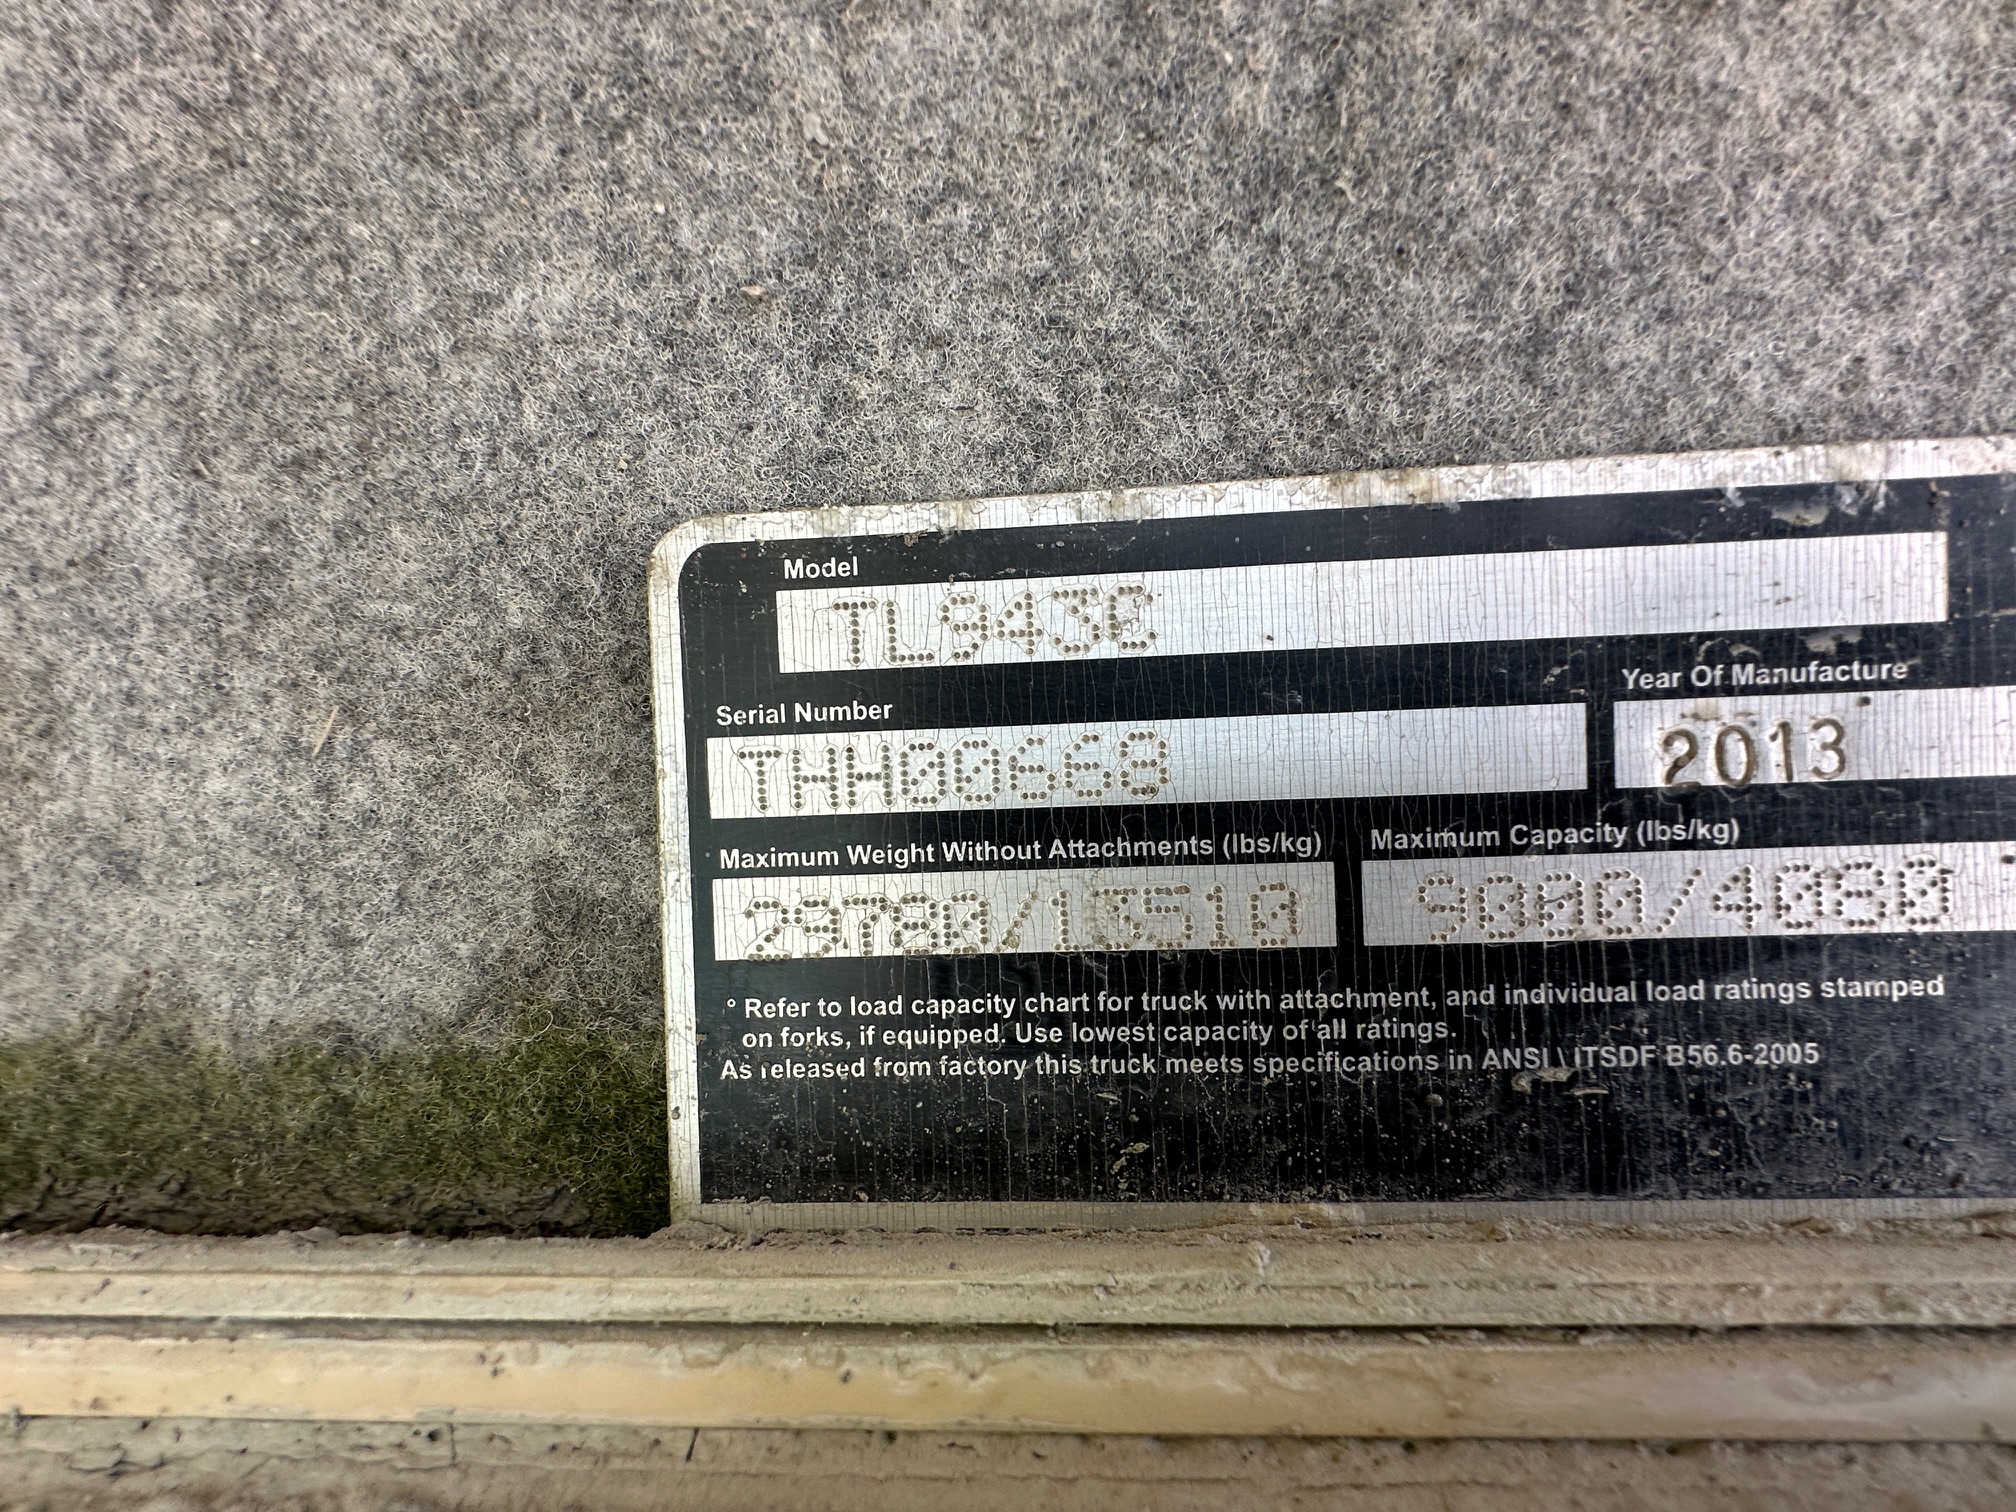 Model
TL943C
Serial Number
THH00668
Year Of Manufacture
2013
Maximum Weight Without Attachments (lbs/kg)
29780/13510
Maximum Capacity (lbs/kg)
9000/4080
° Refer to load capacity chart for truck with attachment, and individual load ratings stamped
on forks, if equipped. Use lowest capacity of all ratings.
As released from factory this truck meets specifications in ANSI \ ITSDF B56.6-2005